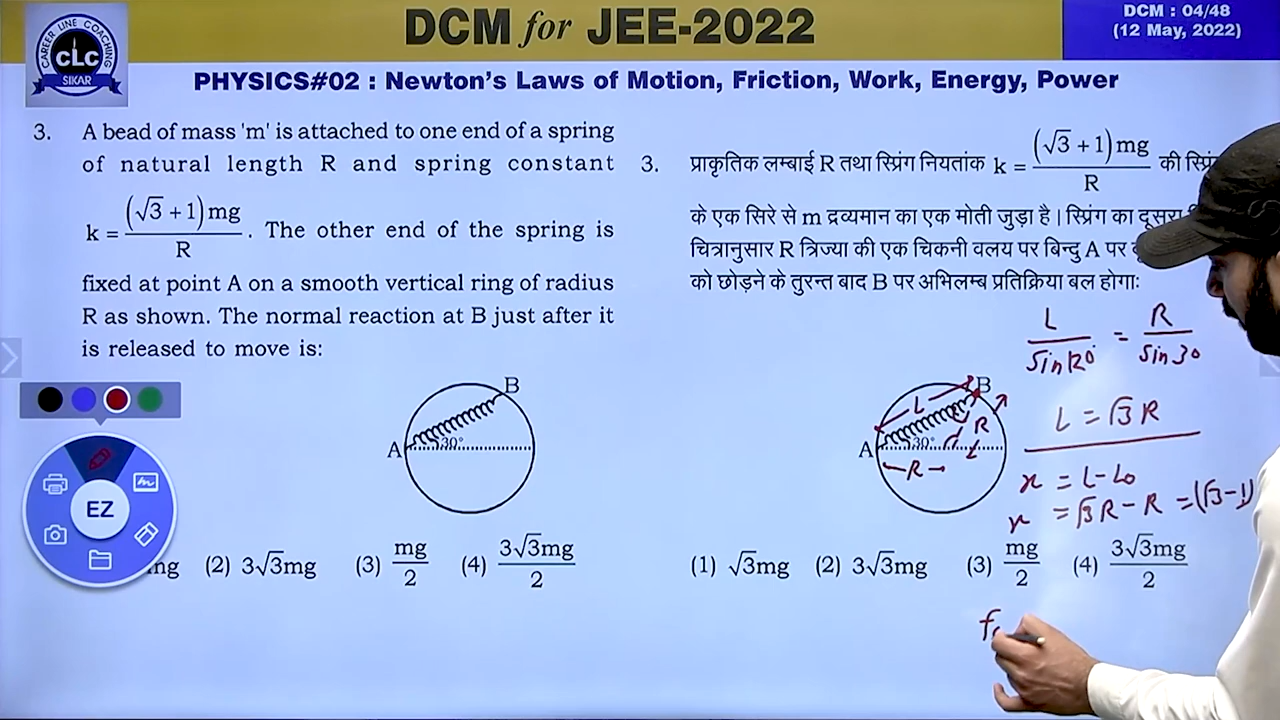 DCM for JEE-2022
DCM : 04/48
(12 May, 2022)
CAREER LINE COACHING
CLC
SIKAR
PHYSICS#02 : Newton's Laws of Motion, Friction, Work, Energy, Power
3. A bead of mass 'm' is attached to one end of a spring
of natural length R and spring constant
k = (√3 + 1) mg / R . The other end of the spring is
fixed at point A on a smooth vertical ring of radius
R as shown. The normal reaction at B just after it
is released to move is:
A
B
30°
mg (2) 3√3mg (3) mg/2 (4) 3√3mg/2
EZ
3. प्राकृतिक लम्बाई R तथा स्प्रिंग नियतांक k = (√3 + 1) mg / R की
के एक सिरे से m द्रव्यमान का एक मोती जुड़ा है। स्प्रिंग का दूसरा
चित्रानुसार R त्रिज्या की एक चिकनी वलय पर बिन्दु A पर
को छोड़ने के तुरन्त बाद B पर अभिलम्ब प्रतिक्रिया बल होगाः
A
B
30°
L
R
R
L / sin 120° = R / sin 30
L = √3 R
x = L - L0
x = √3 R - R = (√3 - 1)
(1) √3mg (2) 3√3mg (3) mg/2 (4) 3√3mg/2